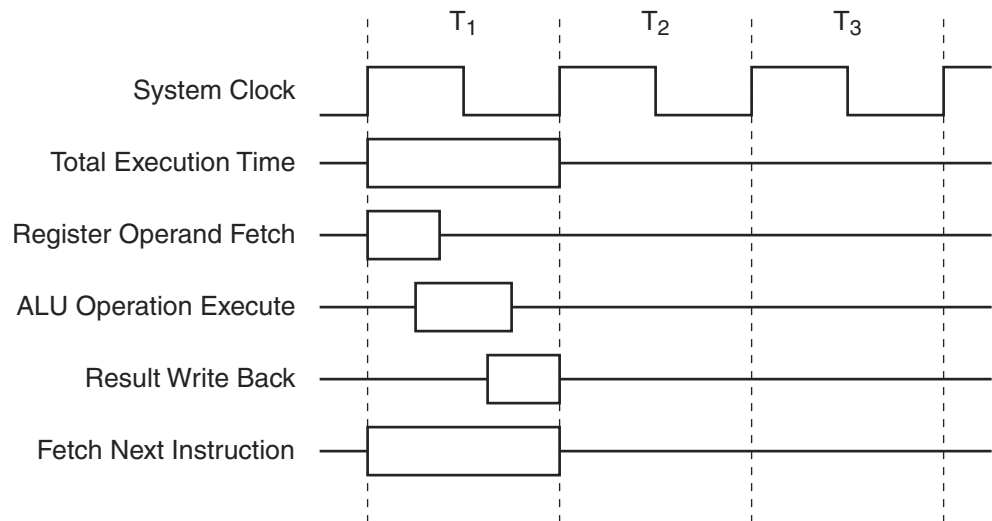 T1 T2 T3
System Clock
Total Execution Time
Register Operand Fetch
ALU Operation Execute
Result Write Back
Fetch Next Instruction